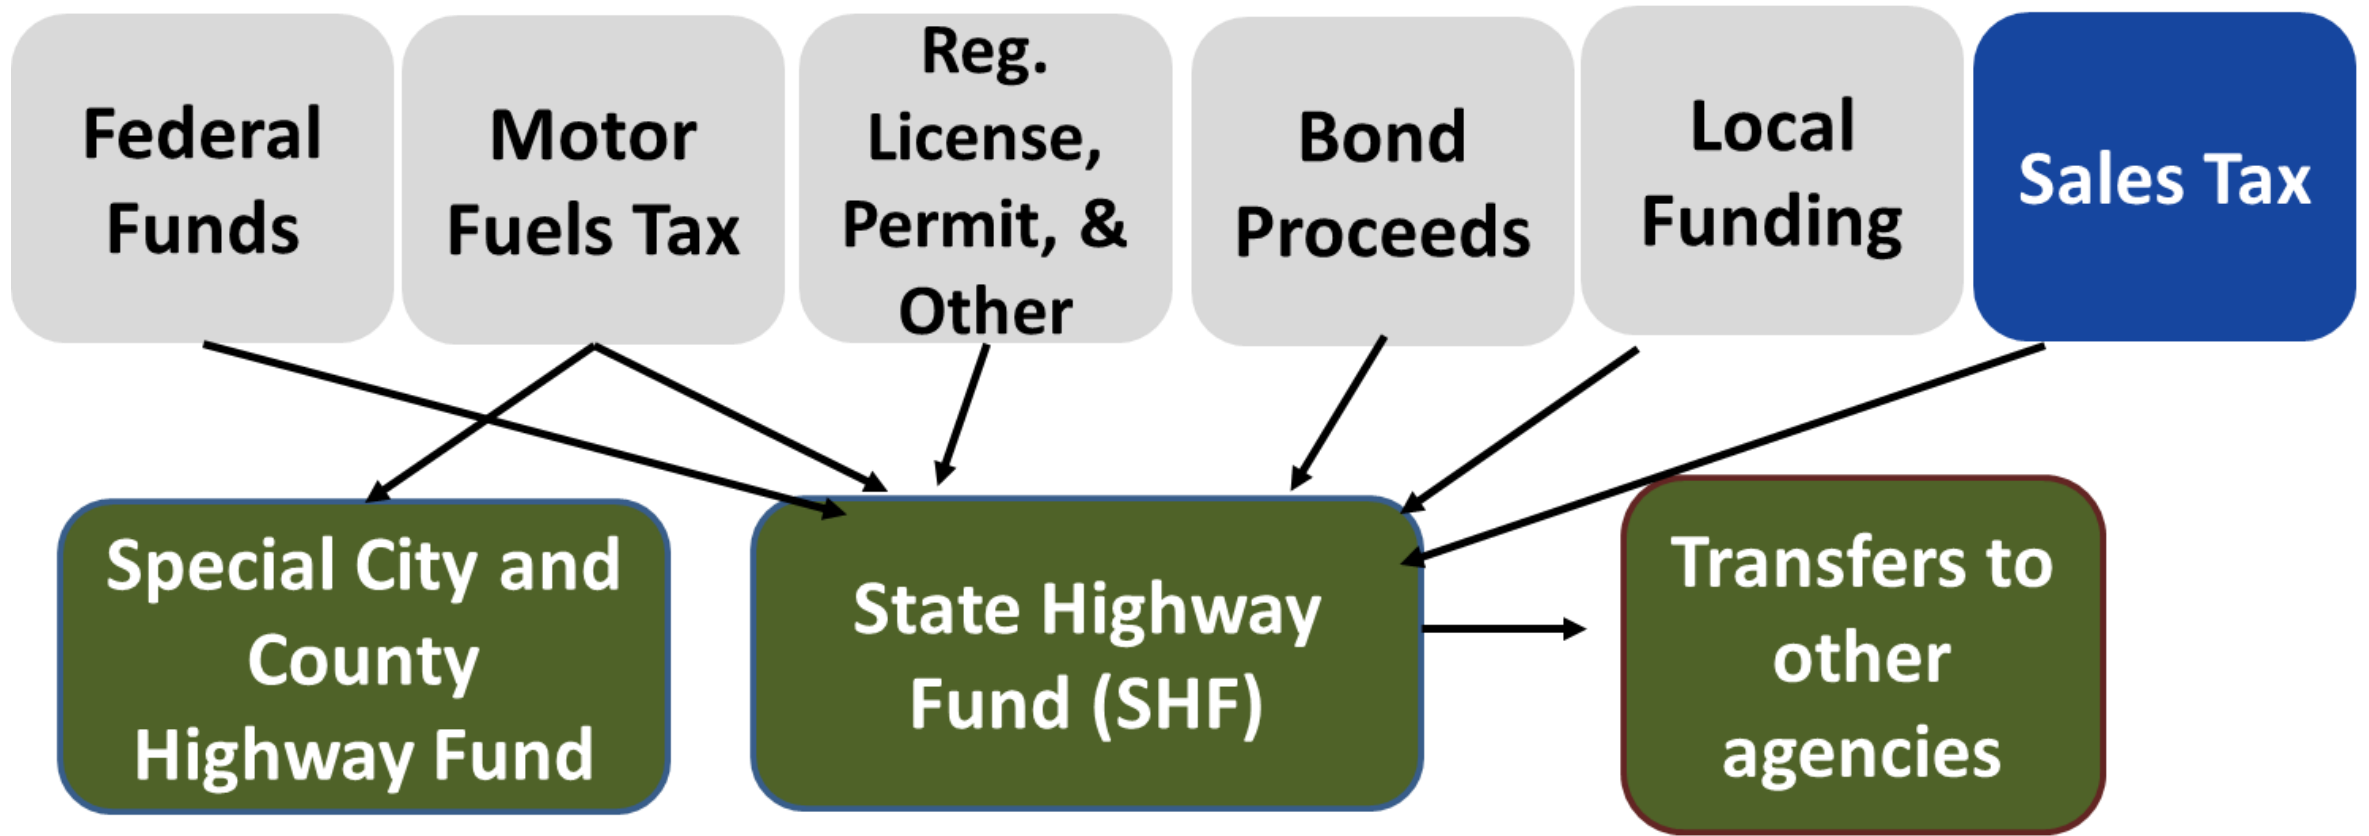 Federal
Funds
Motor
Fuels Tax
Reg.
License,
Permit, &
Other
Bond
Proceeds
Local
Funding
Sales Tax
Special City and
County
Highway Fund
State Highway
Fund (SHF)
Transfers to
other
agencies